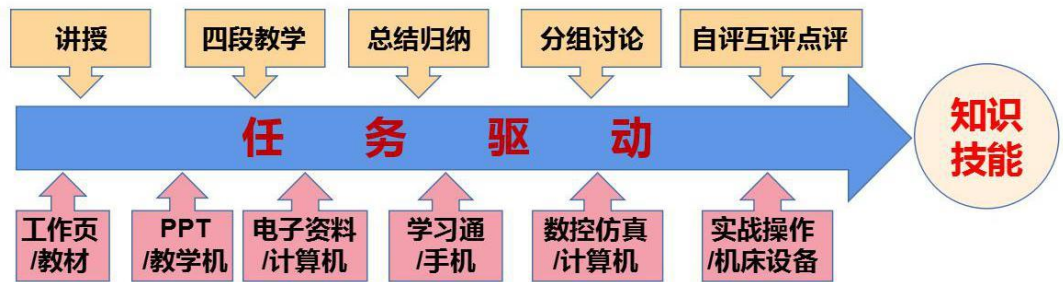 讲授
四段教学
总结归纳
分组讨论
自评互评点评
任务驱动
知识
技能
工作页
/教材
PPT
/教学机
电子资料
/计算机
学习通
/手机
数控仿真
/计算机
实战操作
/机床设备